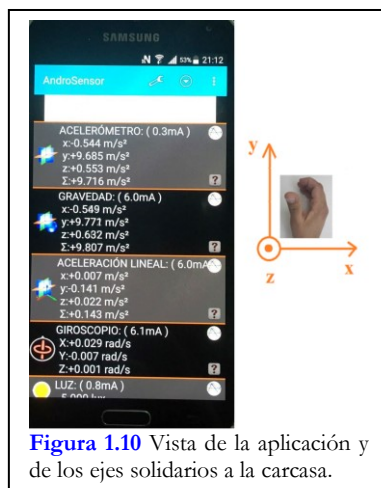 SAMSUNG
53% 21:12
AndroSensor
ACELERÓMETRO: ( 0.3mA )
x:-0.544 m/s²
y:+9.685 m/s²
z:+0.553 m/s²
Σ:+9.716 m/s²
?
GRAVEDAD: ( 6.0mA )
x:-0.549 m/s²
y:+9.771 m/s²
z:+0.632 m/s²
Σ:+9.807 m/s²
?
ACELERACIÓN LINEAL: ( 6.0mA
x:+0.007 m/s²
y:-0.141 m/s²
z:+0.022 m/s²
Σ:+0.143 m/s²
?
GIROSCOPIO: ( 6.1mA )
X:+0.029 rad/s
Y:-0.007 rad/s
Z:+0.001 rad/s
?
LUZ: ( 0.8mA )
y
z
x
Figura 1.10 Vista de la aplicación y
de los ejes solidarios a la carcasa.